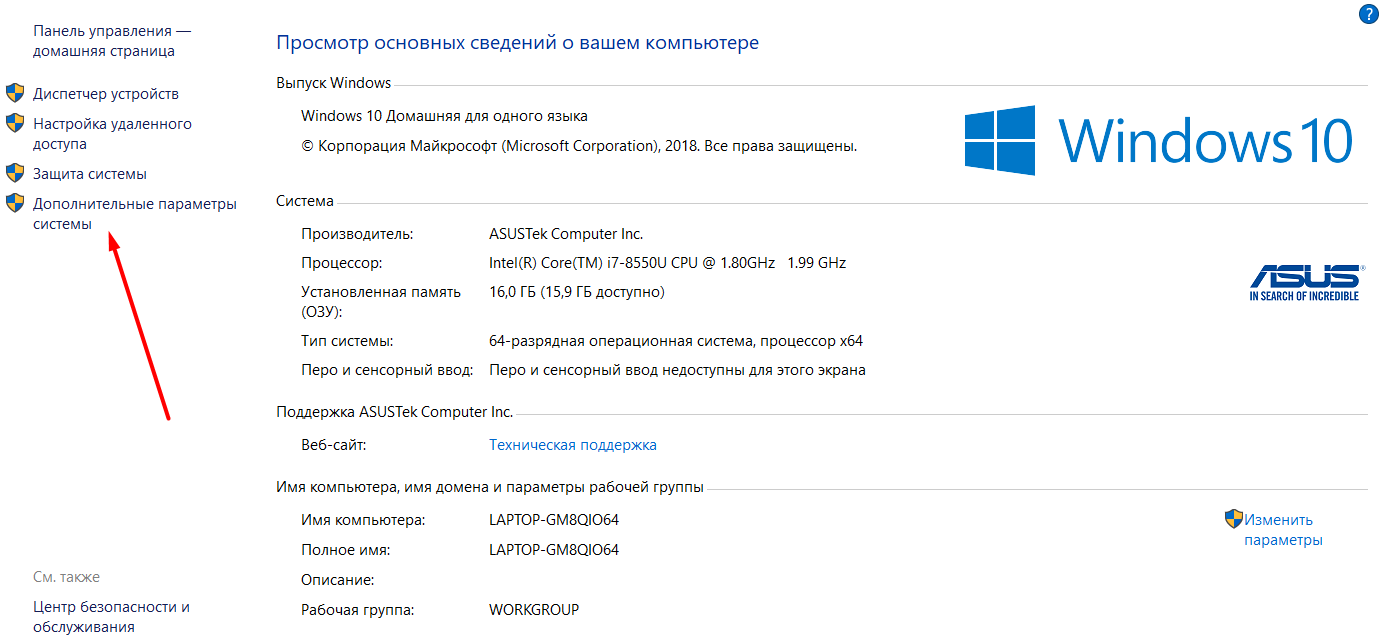 ?
Панель управления —
домашняя страница
Диспетчер устройств
Настройка удаленного
доступа
Защита системы
Дополнительные параметры
системы
См. также
Центр безопасности и
обслуживания
Просмотр основных сведений о вашем компьютере
Выпуск Windows
Windows 10 Домашняя для одного языка
© Корпорация Майкрософт (Microsoft Corporation), 2018. Все права защищены.
Windows 10
Система
Производитель: ASUSTek Computer Inc.
Процессор: Intel(R) Core(TM) i7-8550U CPU @ 1.80GHz 1.99 GHz
Установленная память 16,0 ГБ (15,9 ГБ доступно)
(ОЗУ):
Тип системы: 64-разрядная операционная система, процессор x64
Перо и сенсорный ввод: Перо и сенсорный ввод недоступны для этого экрана
ASUS
IN SEARCH OF INCREDIBLE
Поддержка ASUSTek Computer Inc.
Веб-сайт: Техническая поддержка
Имя компьютера, имя домена и параметры рабочей группы
Имя компьютера: LAPTOP-GM8QIO64
Полное имя: LAPTOP-GM8QIO64
Описание:
Рабочая группа: WORKGROUP
Изменить
параметры